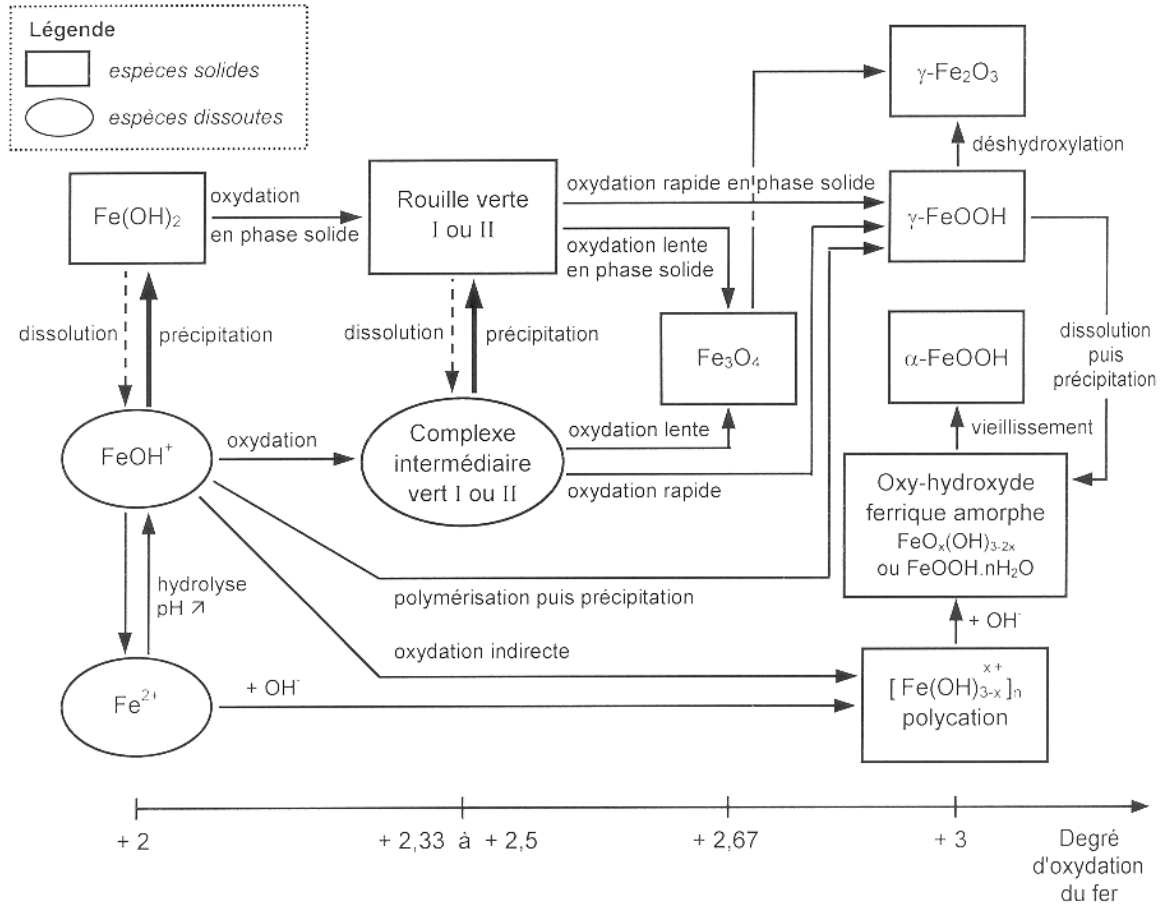 Légende
espèces solides
espèces dissoutes
γ-Fe₂O₃
déshydroxylation
Fe(OH)₂
oxydation
en phase solide
Rouille verte
I ou II
oxydation rapide en phase solide
γ-FeOOH
oxydation lente
en phase solide
dissolution
précipitation
dissolution
précipitation
Fe₃O₄
α-FeOOH
dissolution
puis
précipitation
vieillissement
FeOH⁺
oxydation
Complexe
intermédiaire
vert I ou II
oxydation lente
oxydation rapide
Oxy-hydroxyde
ferrique amorphe
FeOₓ(OH)₃₋₂ₓ
ou FeOOH.nH₂O
hydrolyse
pH ↗
polymérisation puis précipitation
+ OH⁻
oxydation indirecte
Fe²⁺
+ OH⁻
[ Fe(OH)₃₋ₓˣ⁺ ]ₙ
polycation
+ 2
+ 2,33 à + 2,5
+ 2,67
+ 3
Degré
d'oxydation
du fer